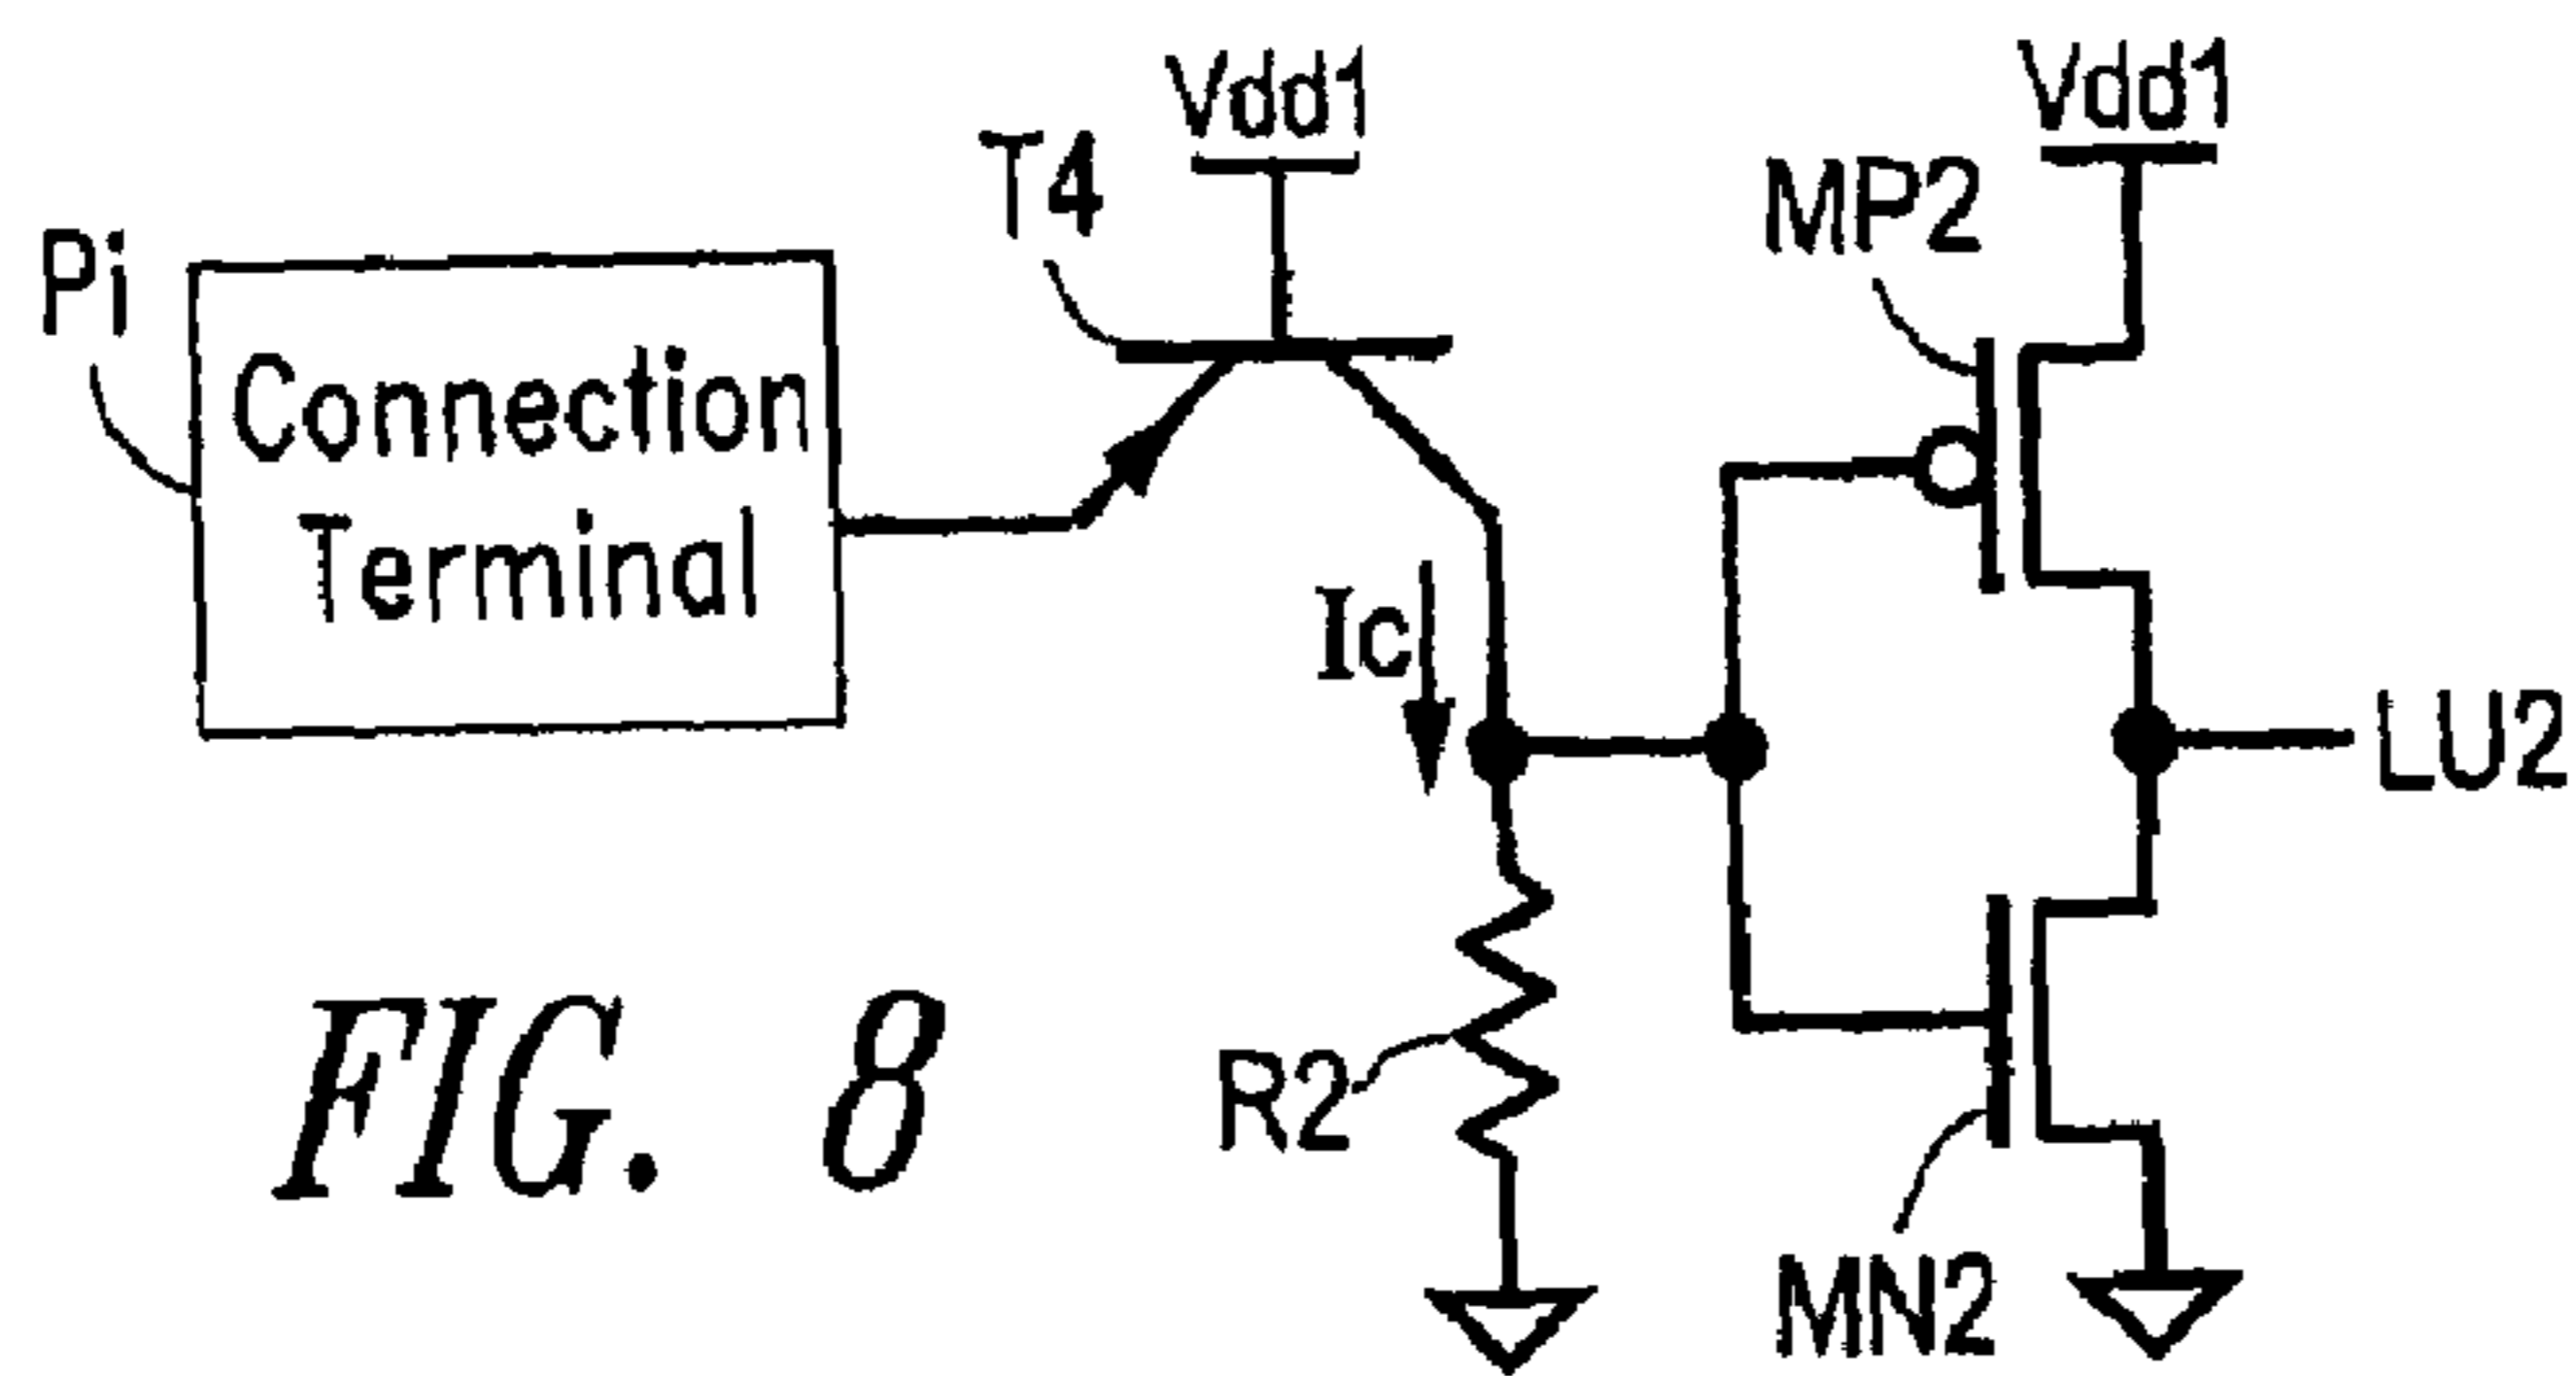 Vdd1
Vdd1
T4
MP2
Pi
Connection
Terminal
Ic
LU2
R2
FIG. 8
MN2